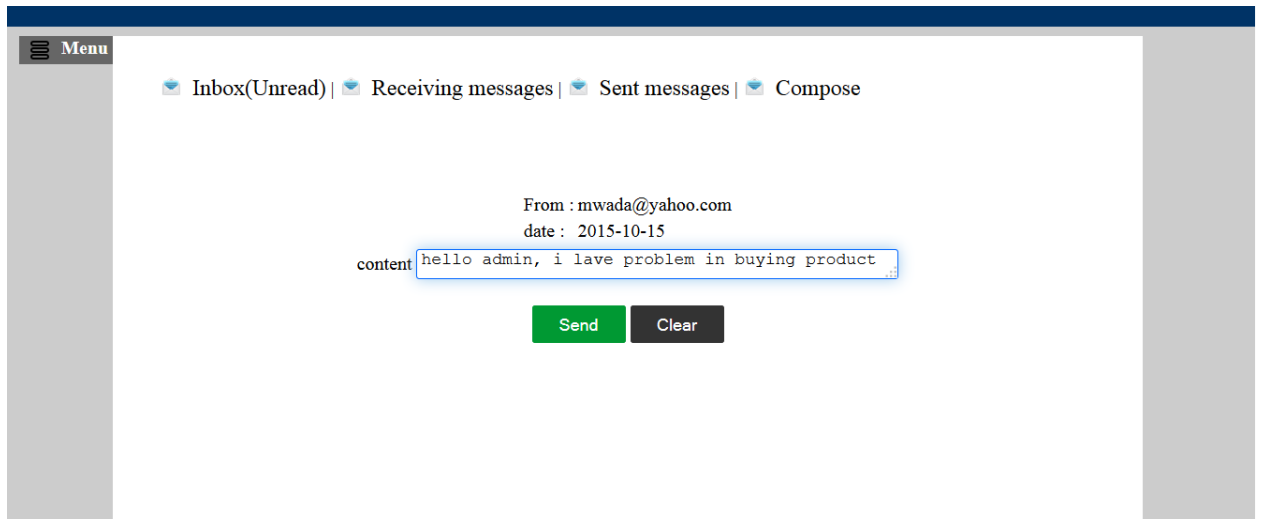 Menu
Inbox(Unread) | Receiving messages | Sent messages | Compose
From : mwada@yahoo.com
date : 2015-10-15
content hello admin, i lave problem in buying product
Send Clear